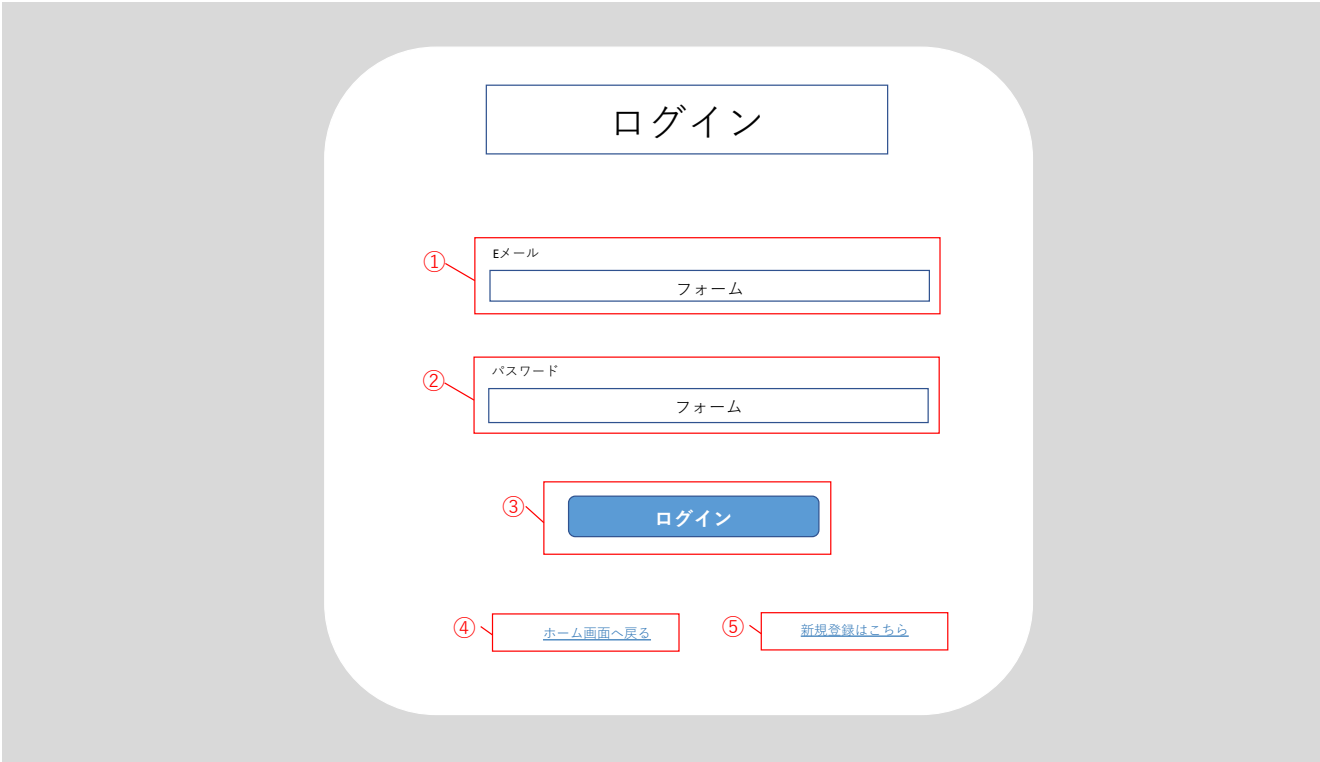 ログイン
① Eメール
フォーム
② パスワード
フォーム
③ ログイン
④ ホーム画面へ戻る
⑤ 新規登録はこちら